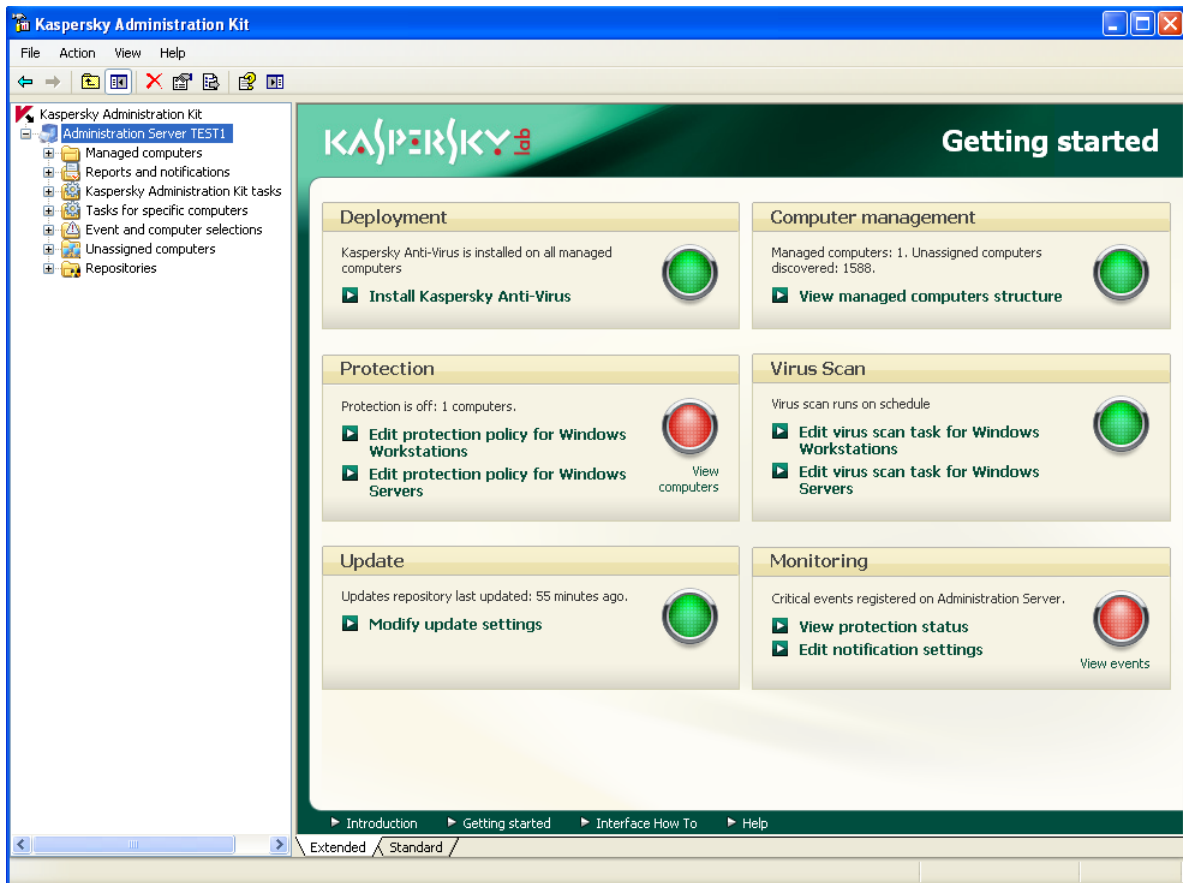 Kaspersky Administration Kit
File Action View Help
Kaspersky Administration Kit
Administration Server TEST1
Managed computers
Reports and notifications
Kaspersky Administration Kit tasks
Tasks for specific computers
Event and computer selections
Unassigned computers
Repositories
KASPERSKY lab
Getting started
Deployment
Kaspersky Anti-Virus is installed on all managed
computers
Install Kaspersky Anti-Virus
Computer management
Managed computers: 1. Unassigned computers
discovered: 1588.
View managed computers structure
Protection
Protection is off: 1 computers.
Edit protection policy for Windows
Workstations
Edit protection policy for Windows
Servers
View
computers
Virus Scan
Virus scan runs on schedule
Edit virus scan task for Windows
Workstations
Edit virus scan task for Windows
Servers
Update
Updates repository last updated: 55 minutes ago.
Modify update settings
Monitoring
Critical events registered on Administration Server.
View protection status
Edit notification settings
View events
Introduction Getting started Interface How To Help
Extended Standard